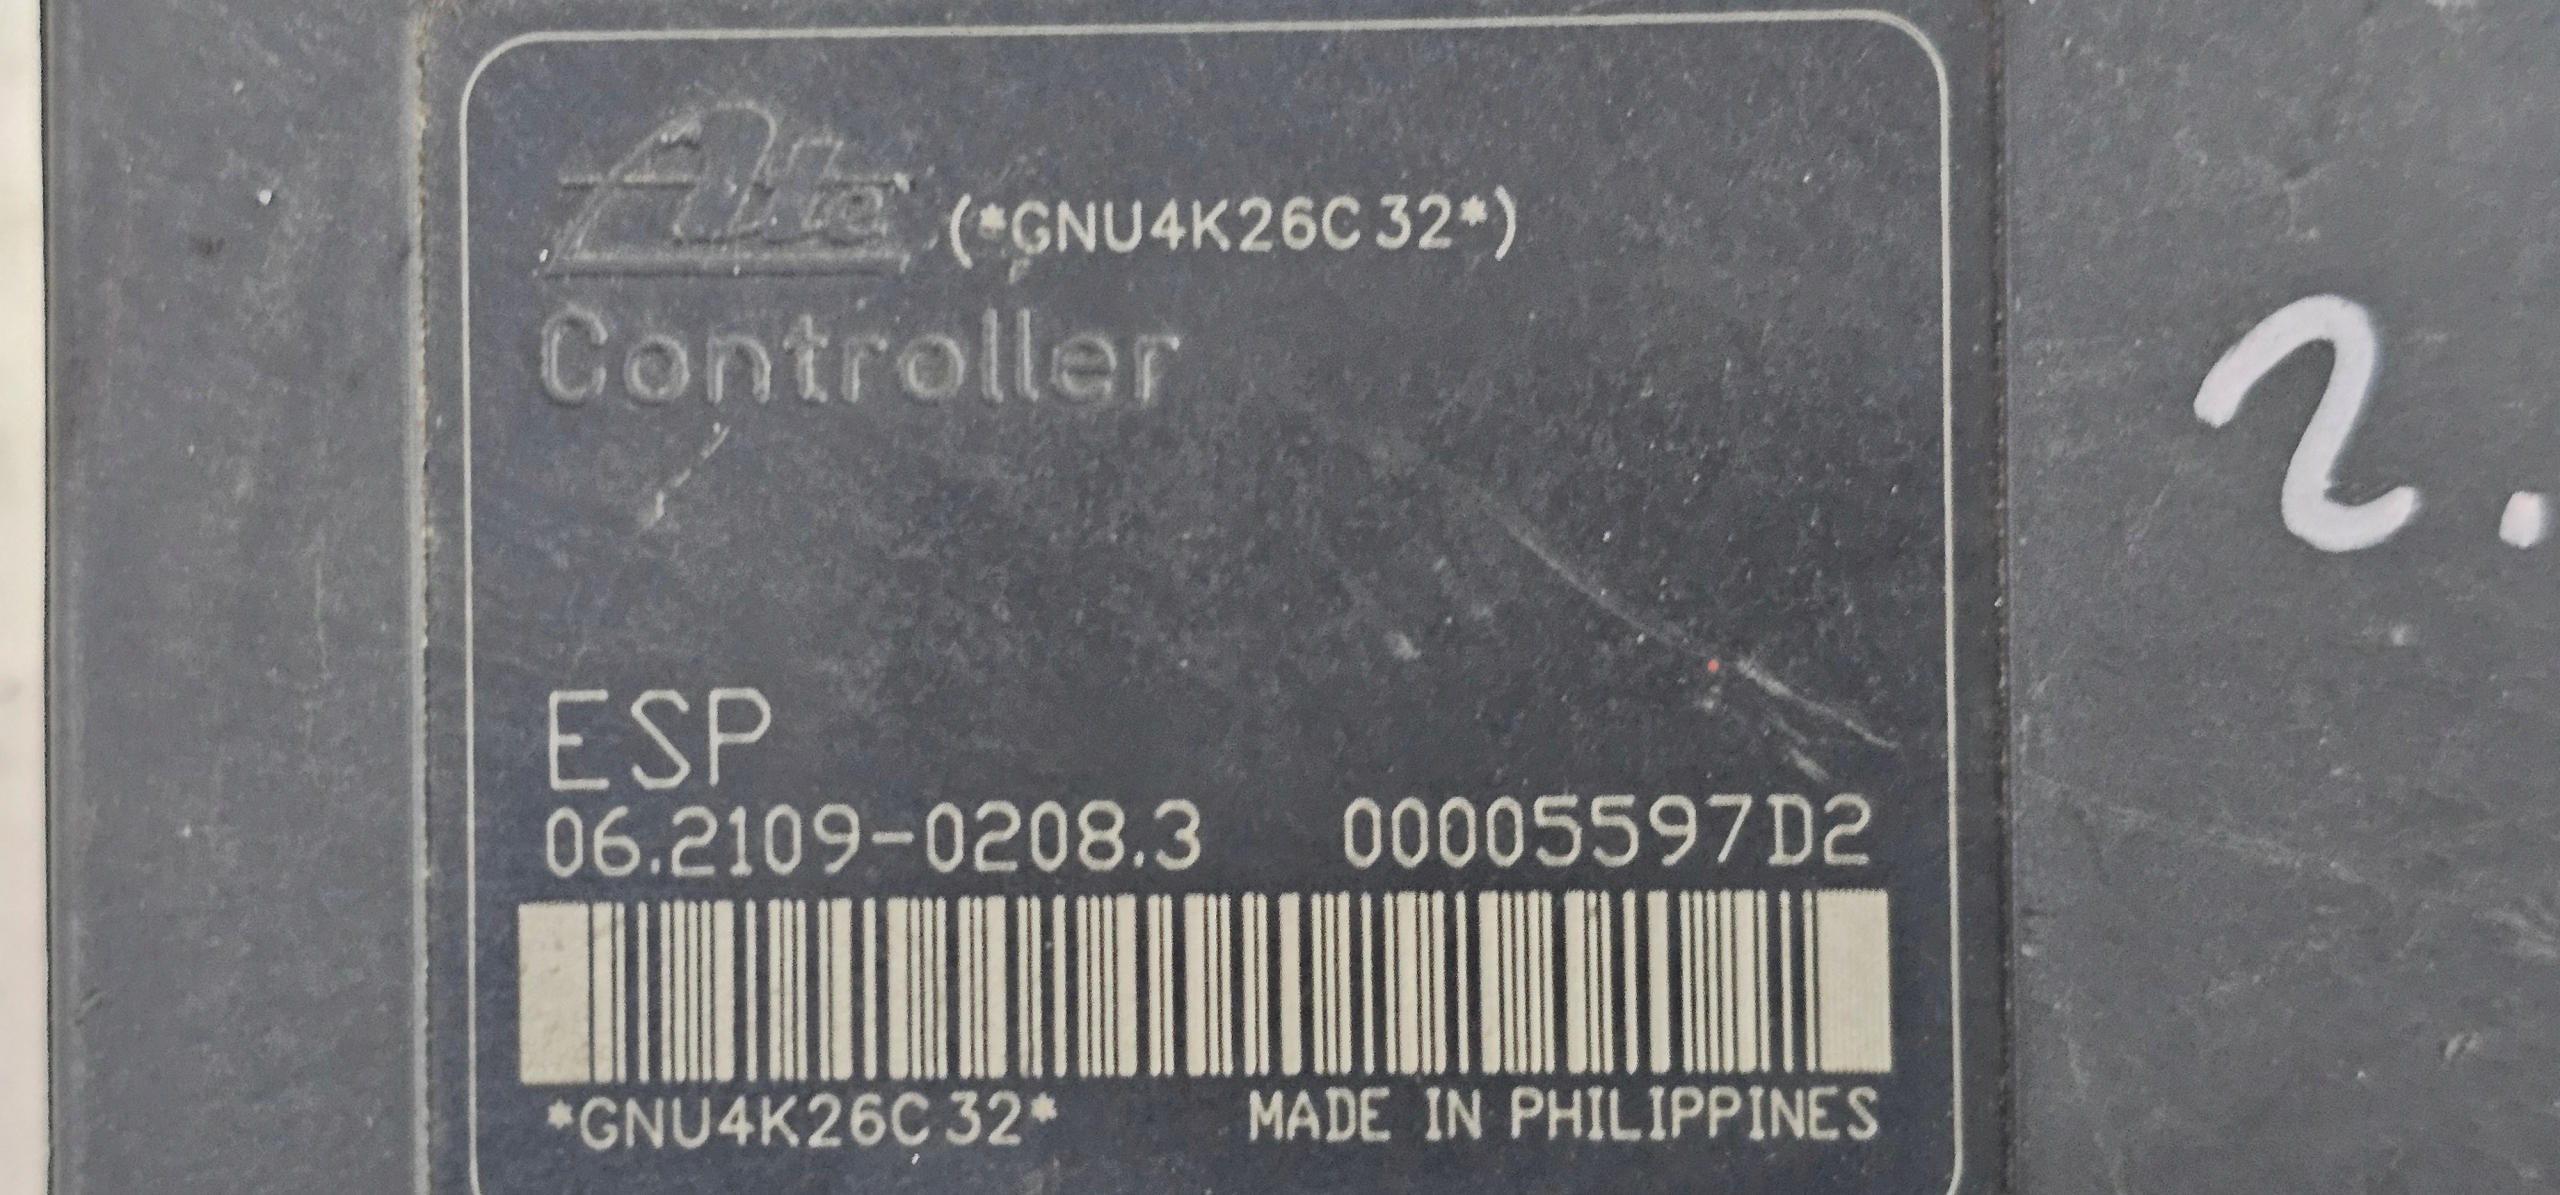 Ate (*GNU4K26C32*)
Controller
ESP
06.2109-0208.3 00005597D2
*GNU4K26C32* MADE IN PHILIPPINES
2.